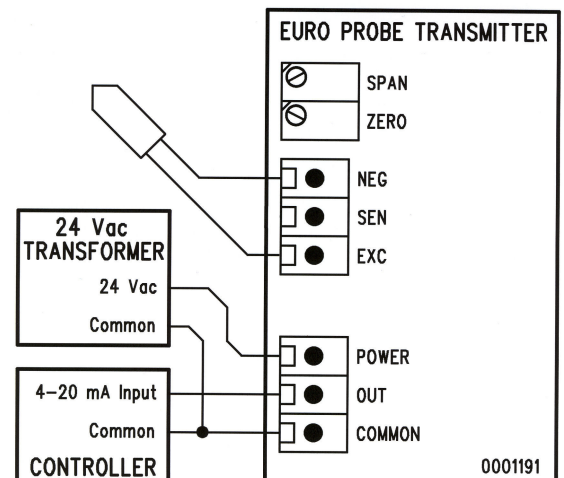 EURO PROBE TRANSMITTER
SPAN
ZERO
NEG
SEN
EXC
24 Vac
TRANSFORMER
24 Vac
Common
POWER
4-20 mA Input
OUT
Common
COMMON
CONTROLLER
0001191